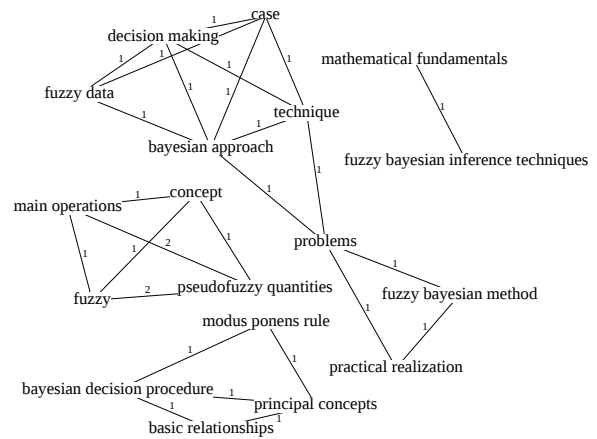 case
1
decision making
1
1
1
mathematical fundamentals
1
1
fuzzy data
1
1
1
technique
1
1
bayesian approach
fuzzy bayesian inference techniques
1
1
concept
1
main operations
1
2
1
1
problems
1
fuzzy
2
pseudofuzzy quantities
fuzzy bayesian method
1
modus ponens rule
1
1
1
practical realization
bayesian decision procedure
1
principal concepts
1
1
basic relationships